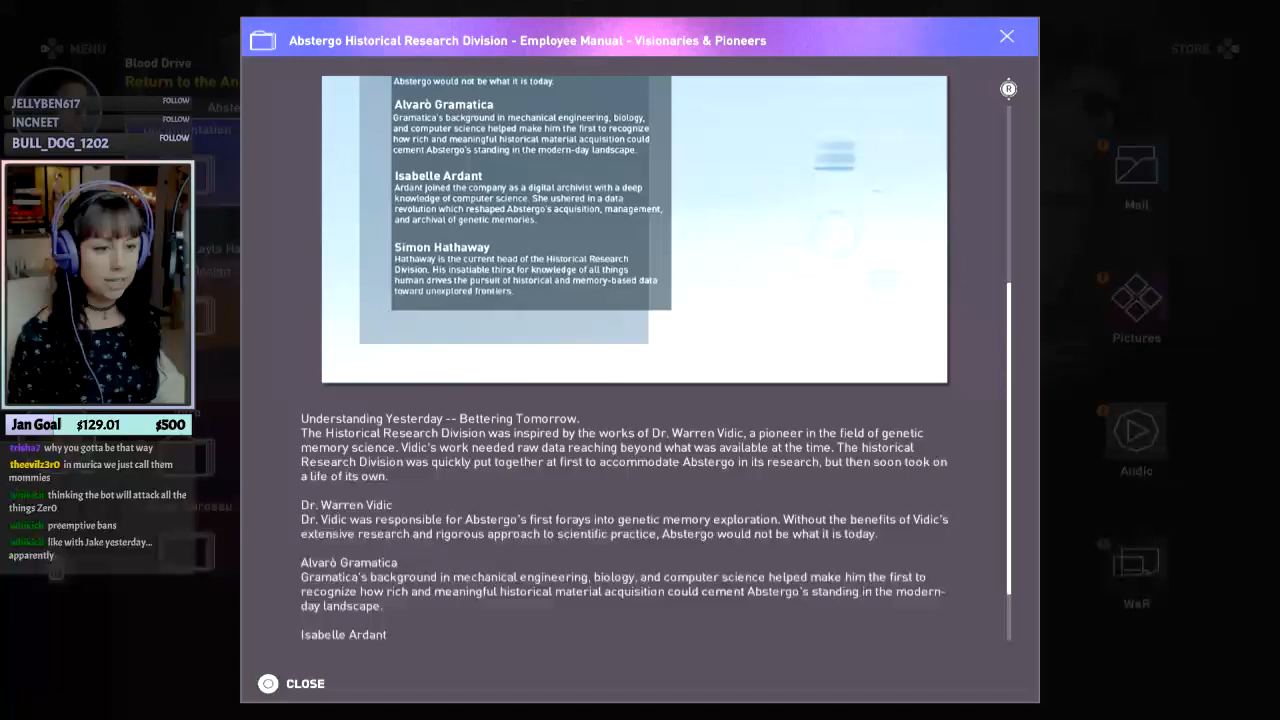 Abstergo Historical Research Division - Employee Manual - Visionaries & Pioneers
MENU
STORE
Blood Drive
Return to the An
Abste
JELLYBEN617 FOLLOW
INCNEET FOLLOW
BULL_DOG_1202 FOLLOW
Abstergo would not be what it is today.
Alvarò Gramatica
Gramatica's background in mechanical engineering, biology,
and computer science helped make him the first to recognize
how rich and meaningful historical material acquisition could
cement Abstergo's standing in the modern-day landscape.
Isabelle Ardant
Ardant joined the company as a digital archivist with a deep
knowledge of computer science. She ushered in a data
revolution which reshaped Abstergo's acquisition, management,
and archival of genetic memories.
Simon Hathaway
Hathaway is the current head of the Historical Research
Division. His insatiable thirst for knowledge of all things
human drives the pursuit of historical and memory-based data
toward unexplored frontiers.
R
Mail
Pictures
Audio
W&R
Layla Ha
Jan Goal $129.01 $500
trisha7 why you gotta be that way
theevilz3r0 in murica we just call them
mommies
thinking the bot will attack all the
things Zer0
preemptive bans
like with Jake yesterday...
apparently
Understanding Yesterday -- Bettering Tomorrow.
The Historical Research Division was inspired by the works of Dr. Warren Vidic, a pioneer in the field of genetic
memory science. Vidic's work needed raw data reaching beyond what was available at the time. The historical
Research Division was quickly put together at first to accommodate Abstergo in its research, but then soon took on
a life of its own.
Dr. Warren Vidic
Dr. Vidic was responsible for Abstergo's first forays into genetic memory exploration. Without the benefits of Vidic's
extensive research and rigorous approach to scientific practice, Abstergo would not be what it is today.
Alvarò Gramatica
Gramatica's background in mechanical engineering, biology, and computer science helped make him the first to
recognize how rich and meaningful historical material acquisition could cement Abstergo's standing in the modern-
day landscape.
Isabelle Ardant
CLOSE